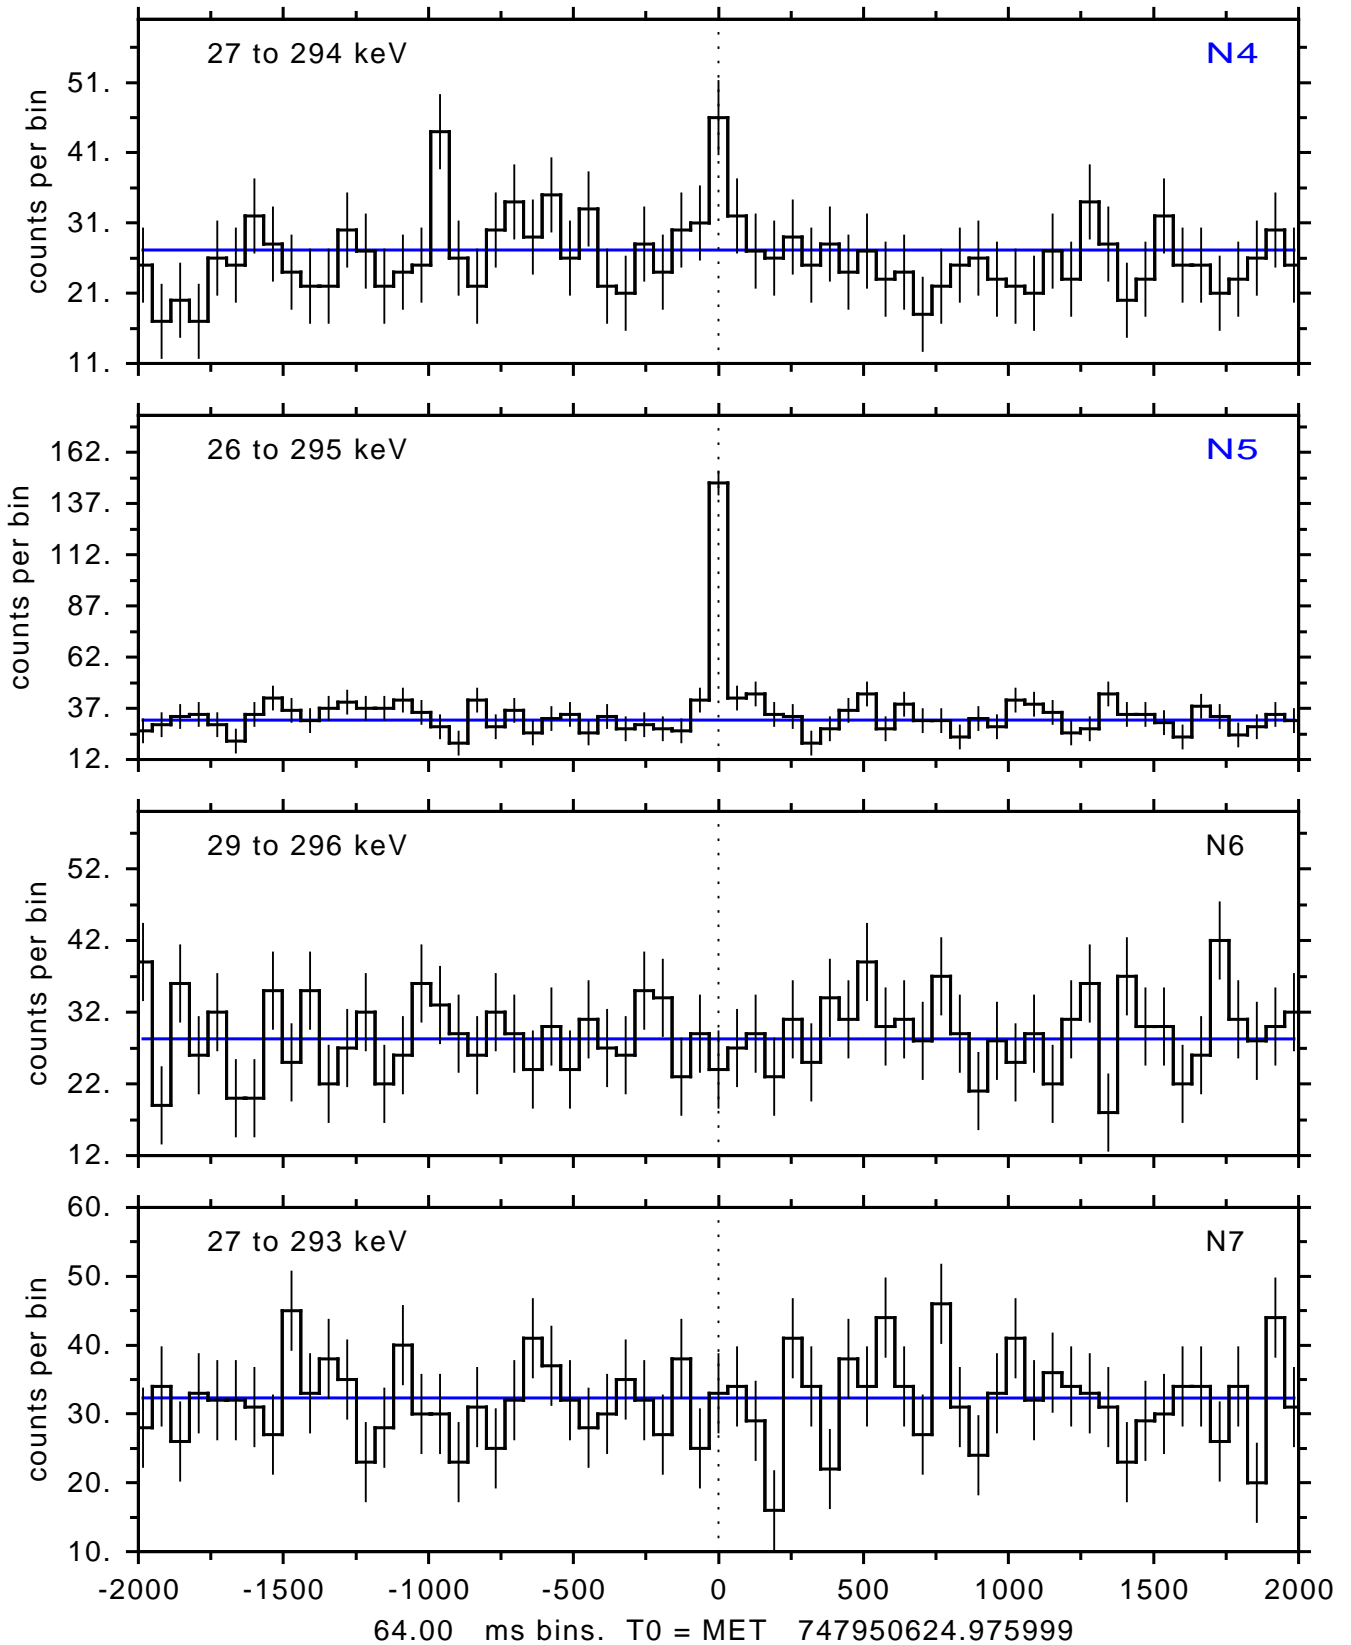 27 to 294 keV N4
51.
41.
31.
21.
11.
counts per bin
26 to 295 keV N5
162.
137.
112.
87.
62.
37.
12.
counts per bin
29 to 296 keV N6
52.
42.
32.
22.
12.
counts per bin
27 to 293 keV N7
60.
50.
40.
30.
20.
10.
counts per bin
-2000 -1500 -1000 -500 0 500 1000 1500 2000
64.00 ms bins. T0 = MET 747950624.975999